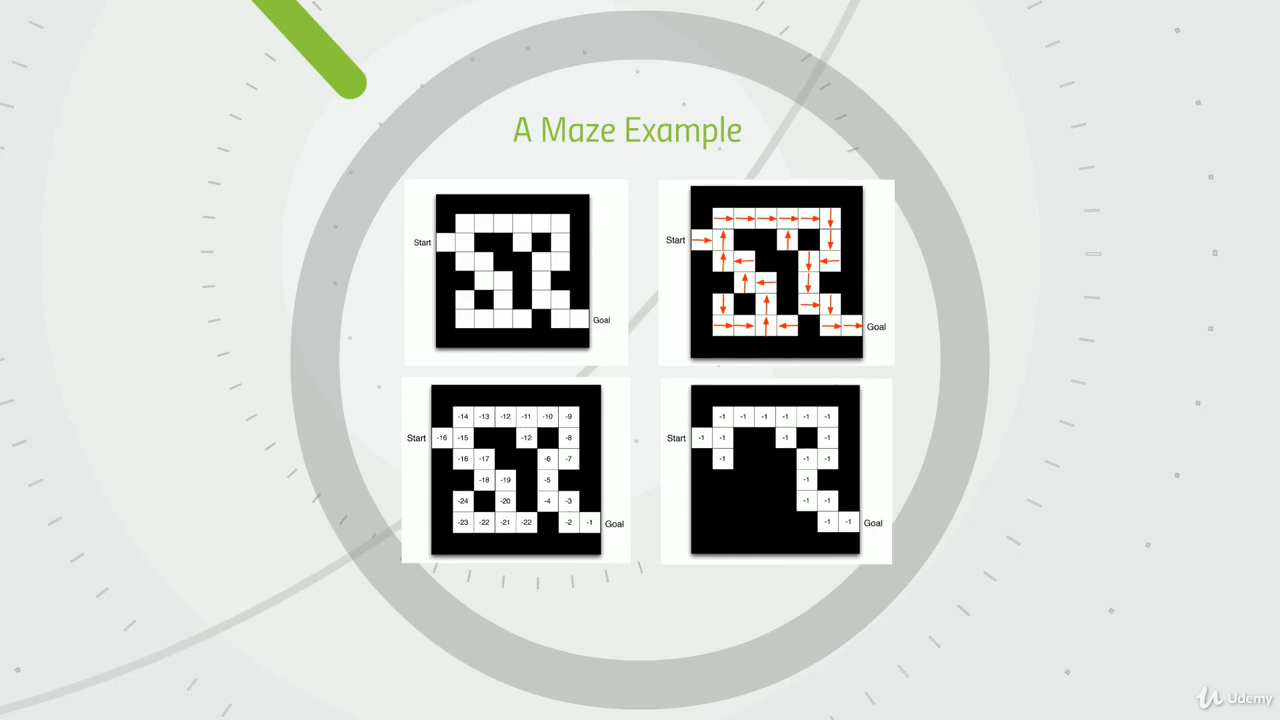 A Maze Example
Start
Goal
Start
Goal
-14 -13 -12 -11 -10 -9
Start -16 -15 -12 -8
-16 -17 -6 -7
-18 -19 -5
-24 -20 -4 -3
-23 -22 -21 -22 -2 -1 Goal
-1 -1 -1 -1 -1 -1
Start -1 -1 -1 -1
-1 -1 -1
-1
-1 -1
-1 -1 Goal
Udemy